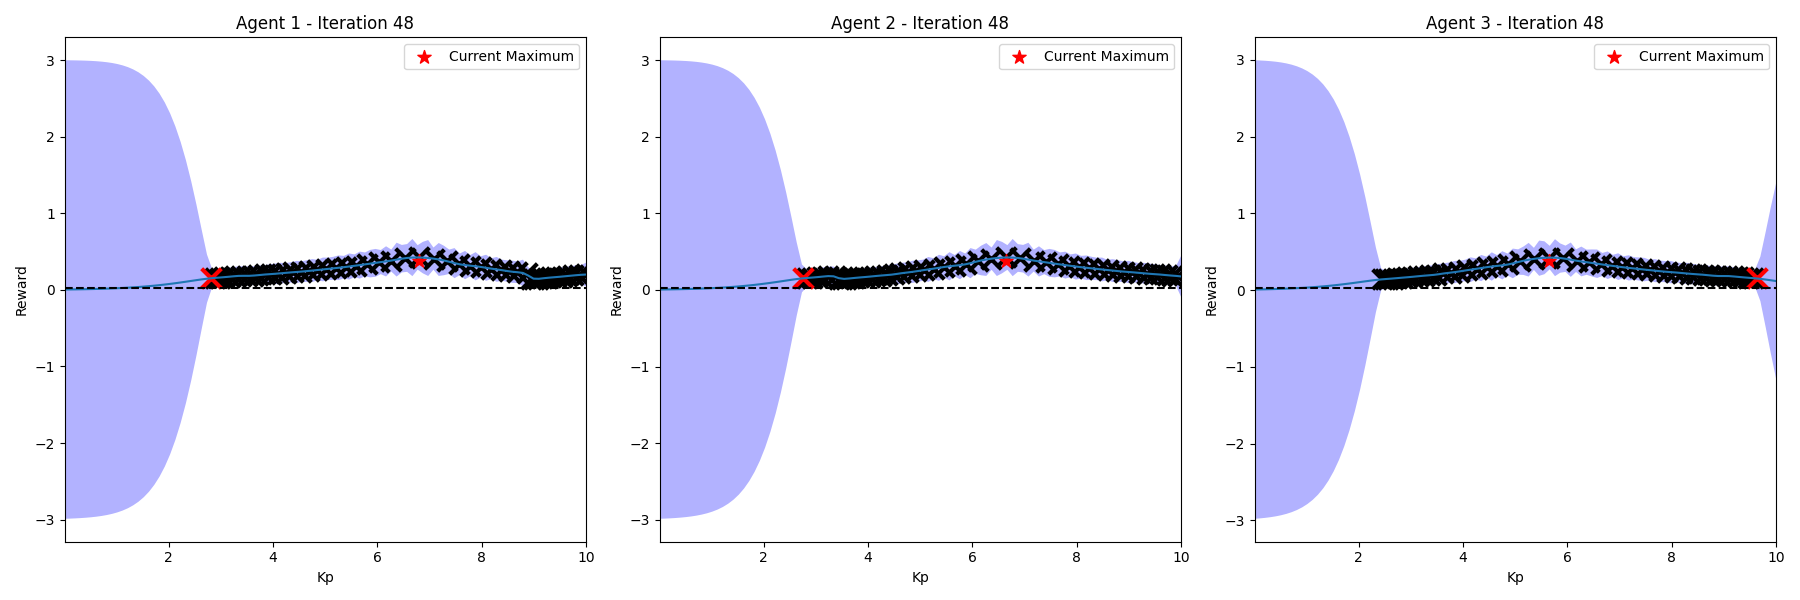 Agent 1 - Iteration 48
Current Maximum
Reward
3
2
1
0
−1
−2
−3
2 4 6 8 10
Kp
Agent 2 - Iteration 48
Current Maximum
Reward
3
2
1
0
−1
−2
−3
2 4 6 8 10
Kp
Agent 3 - Iteration 48
Current Maximum
Reward
3
2
1
0
−1
−2
−3
2 4 6 8 10
Kp